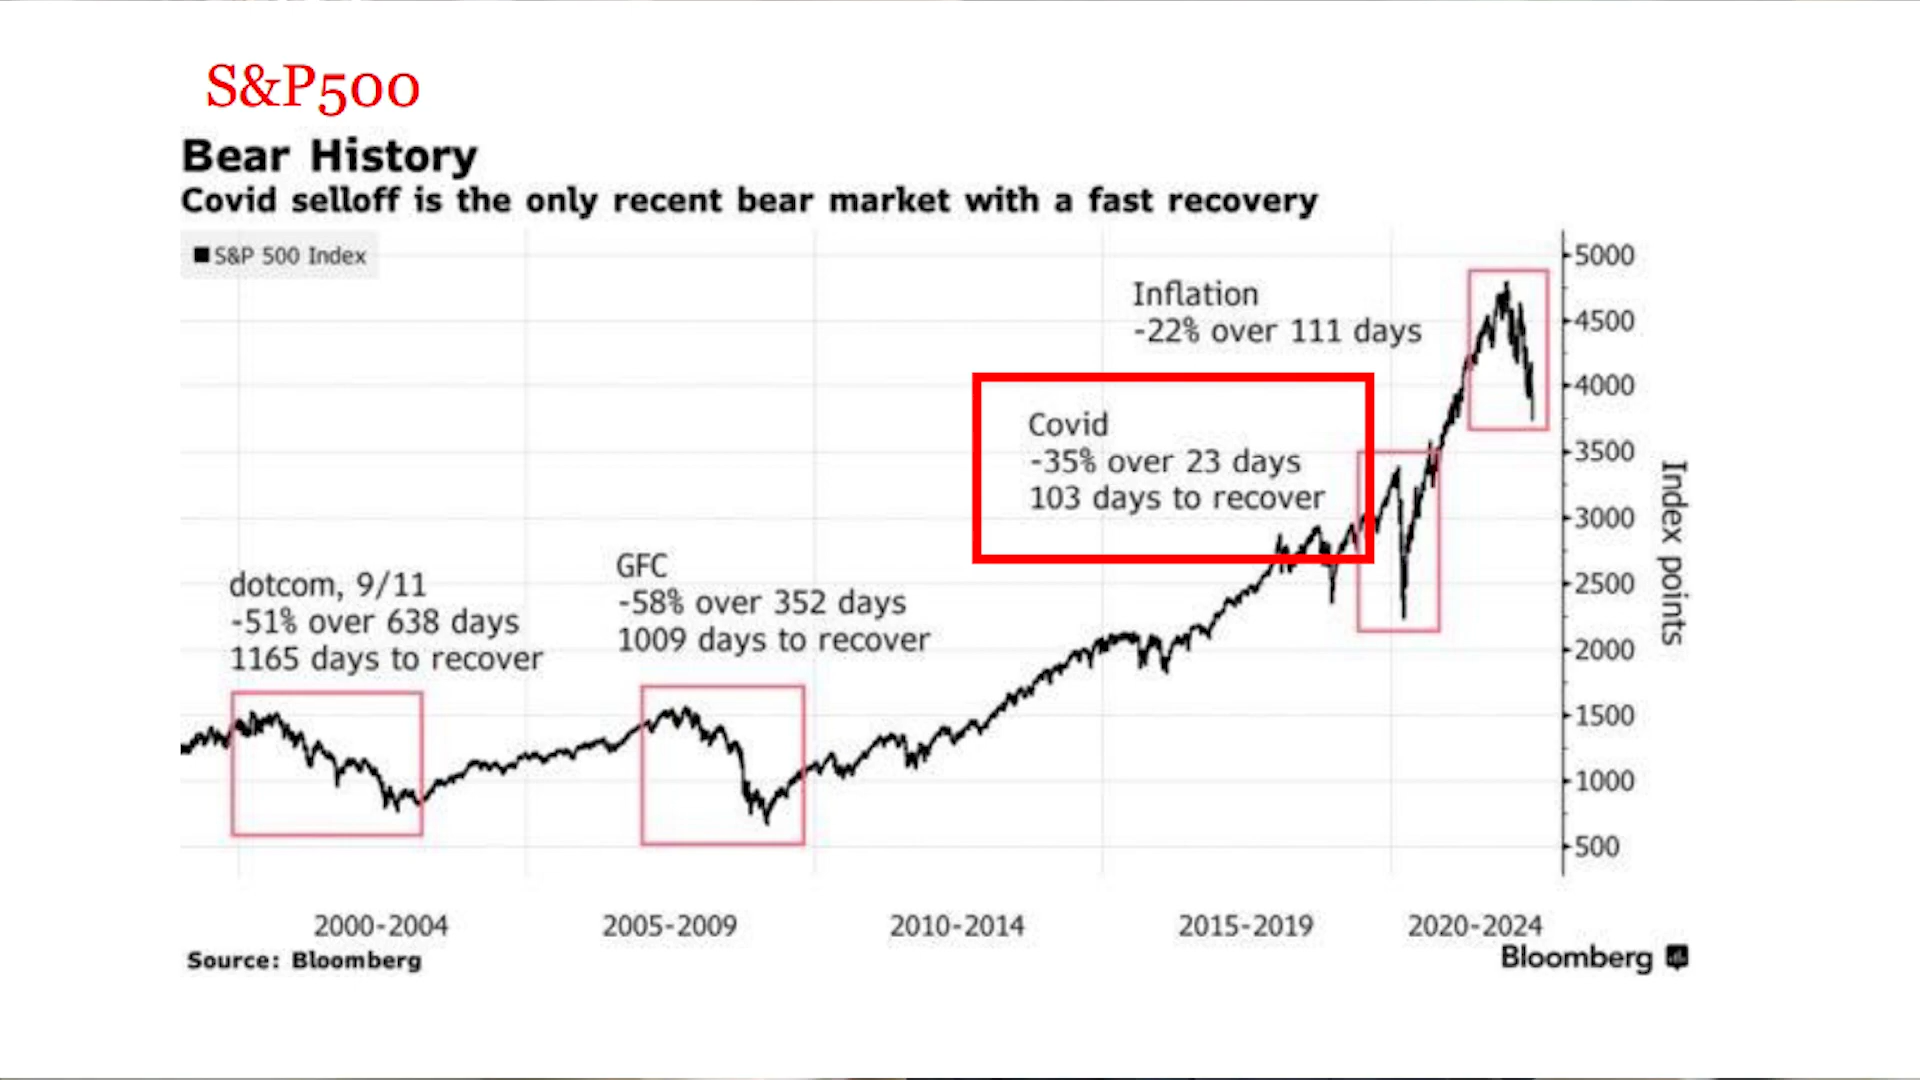 S&P500
Bear History
Covid selloff is the only recent bear market with a fast recovery
S&P 500 Index
Inflation
-22% over 111 days
Covid
-35% over 23 days
103 days to recover
GFC
-58% over 352 days
1009 days to recover
dotcom, 9/11
-51% over 638 days
1165 days to recover
5000
4500
4000
3500
3000
2500
2000
1500
1000
500
Index points
2000-2004
2005-2009
2010-2014
2015-2019
2020-2024
Source: Bloomberg
Bloomberg